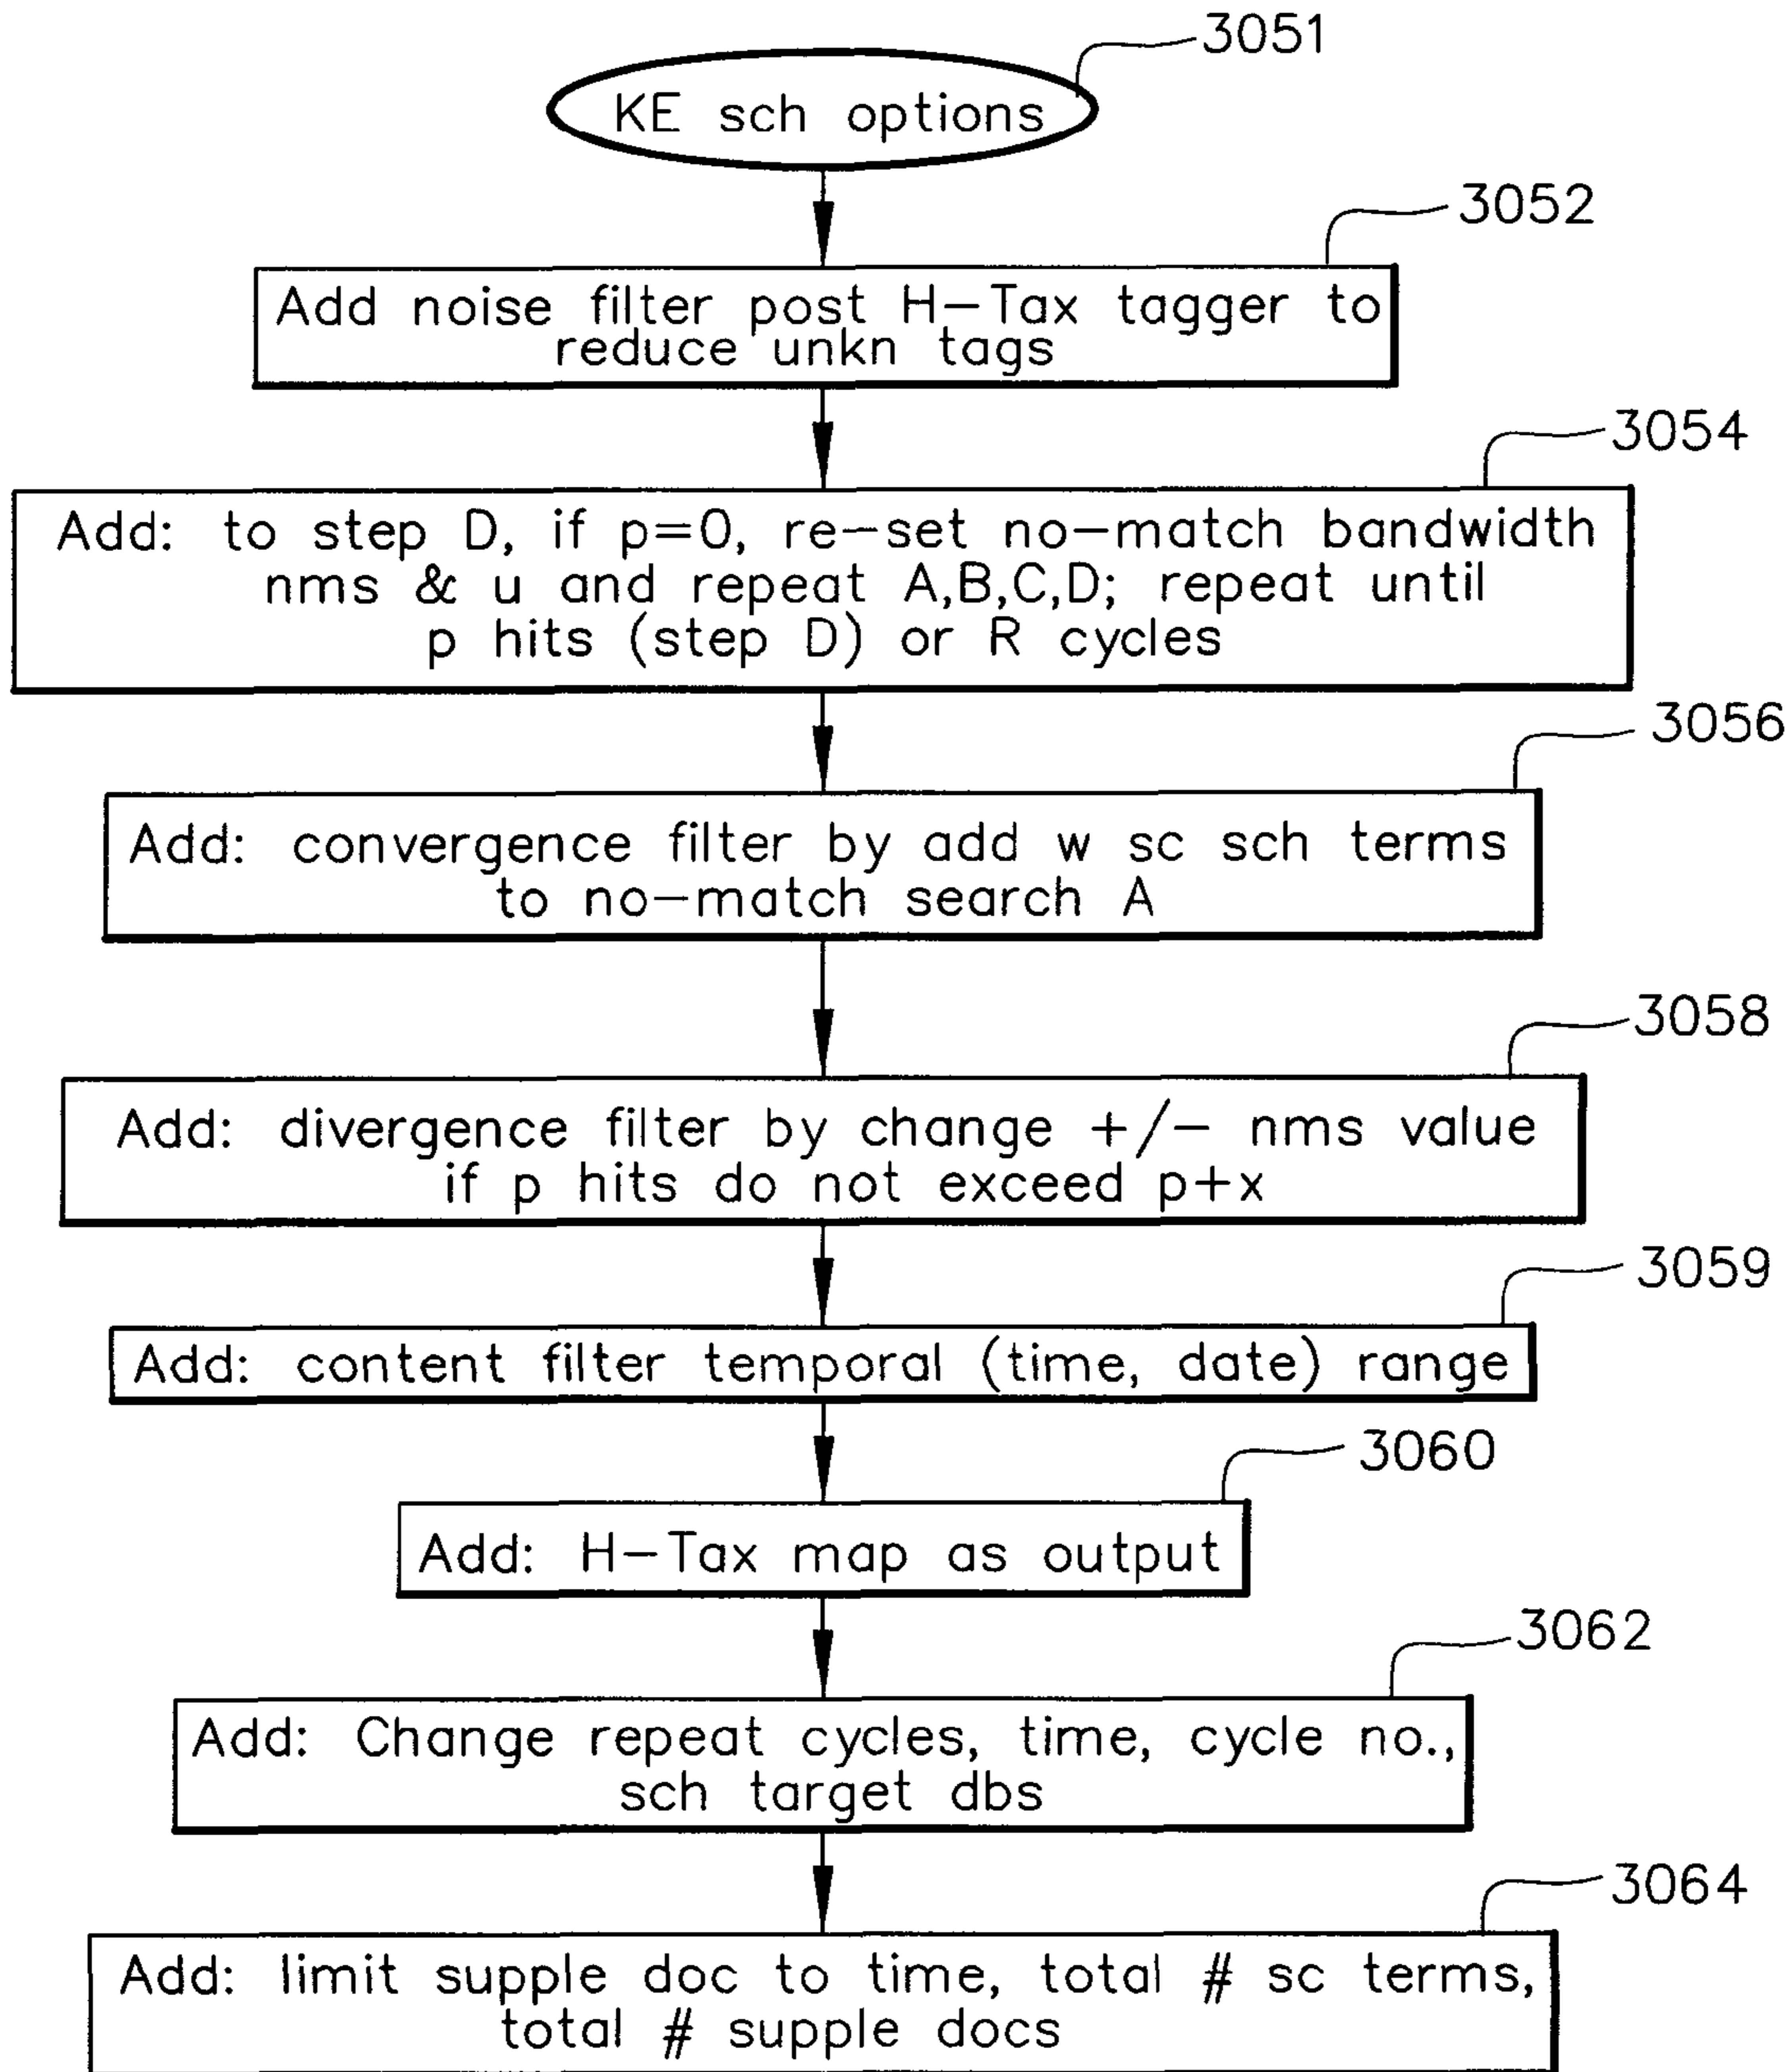 3051
KE sch options
3052
Add noise filter post H-Tax tagger to
reduce unkn tags
3054
Add: to step D, if p=0, re-set no-match bandwidth
nms & u and repeat A,B,C,D; repeat until
p hits (step D) or R cycles
3056
Add: convergence filter by add w sc sch terms
to no-match search A
3058
Add: divergence filter by change +/- nms value
if p hits do not exceed p+x
3059
Add: content filter temporal (time, date) range
3060
Add: H-Tax map as output
3062
Add: Change repeat cycles, time, cycle no.,
sch target dbs
3064
Add: limit supple doc to time, total # sc terms,
total # supple docs